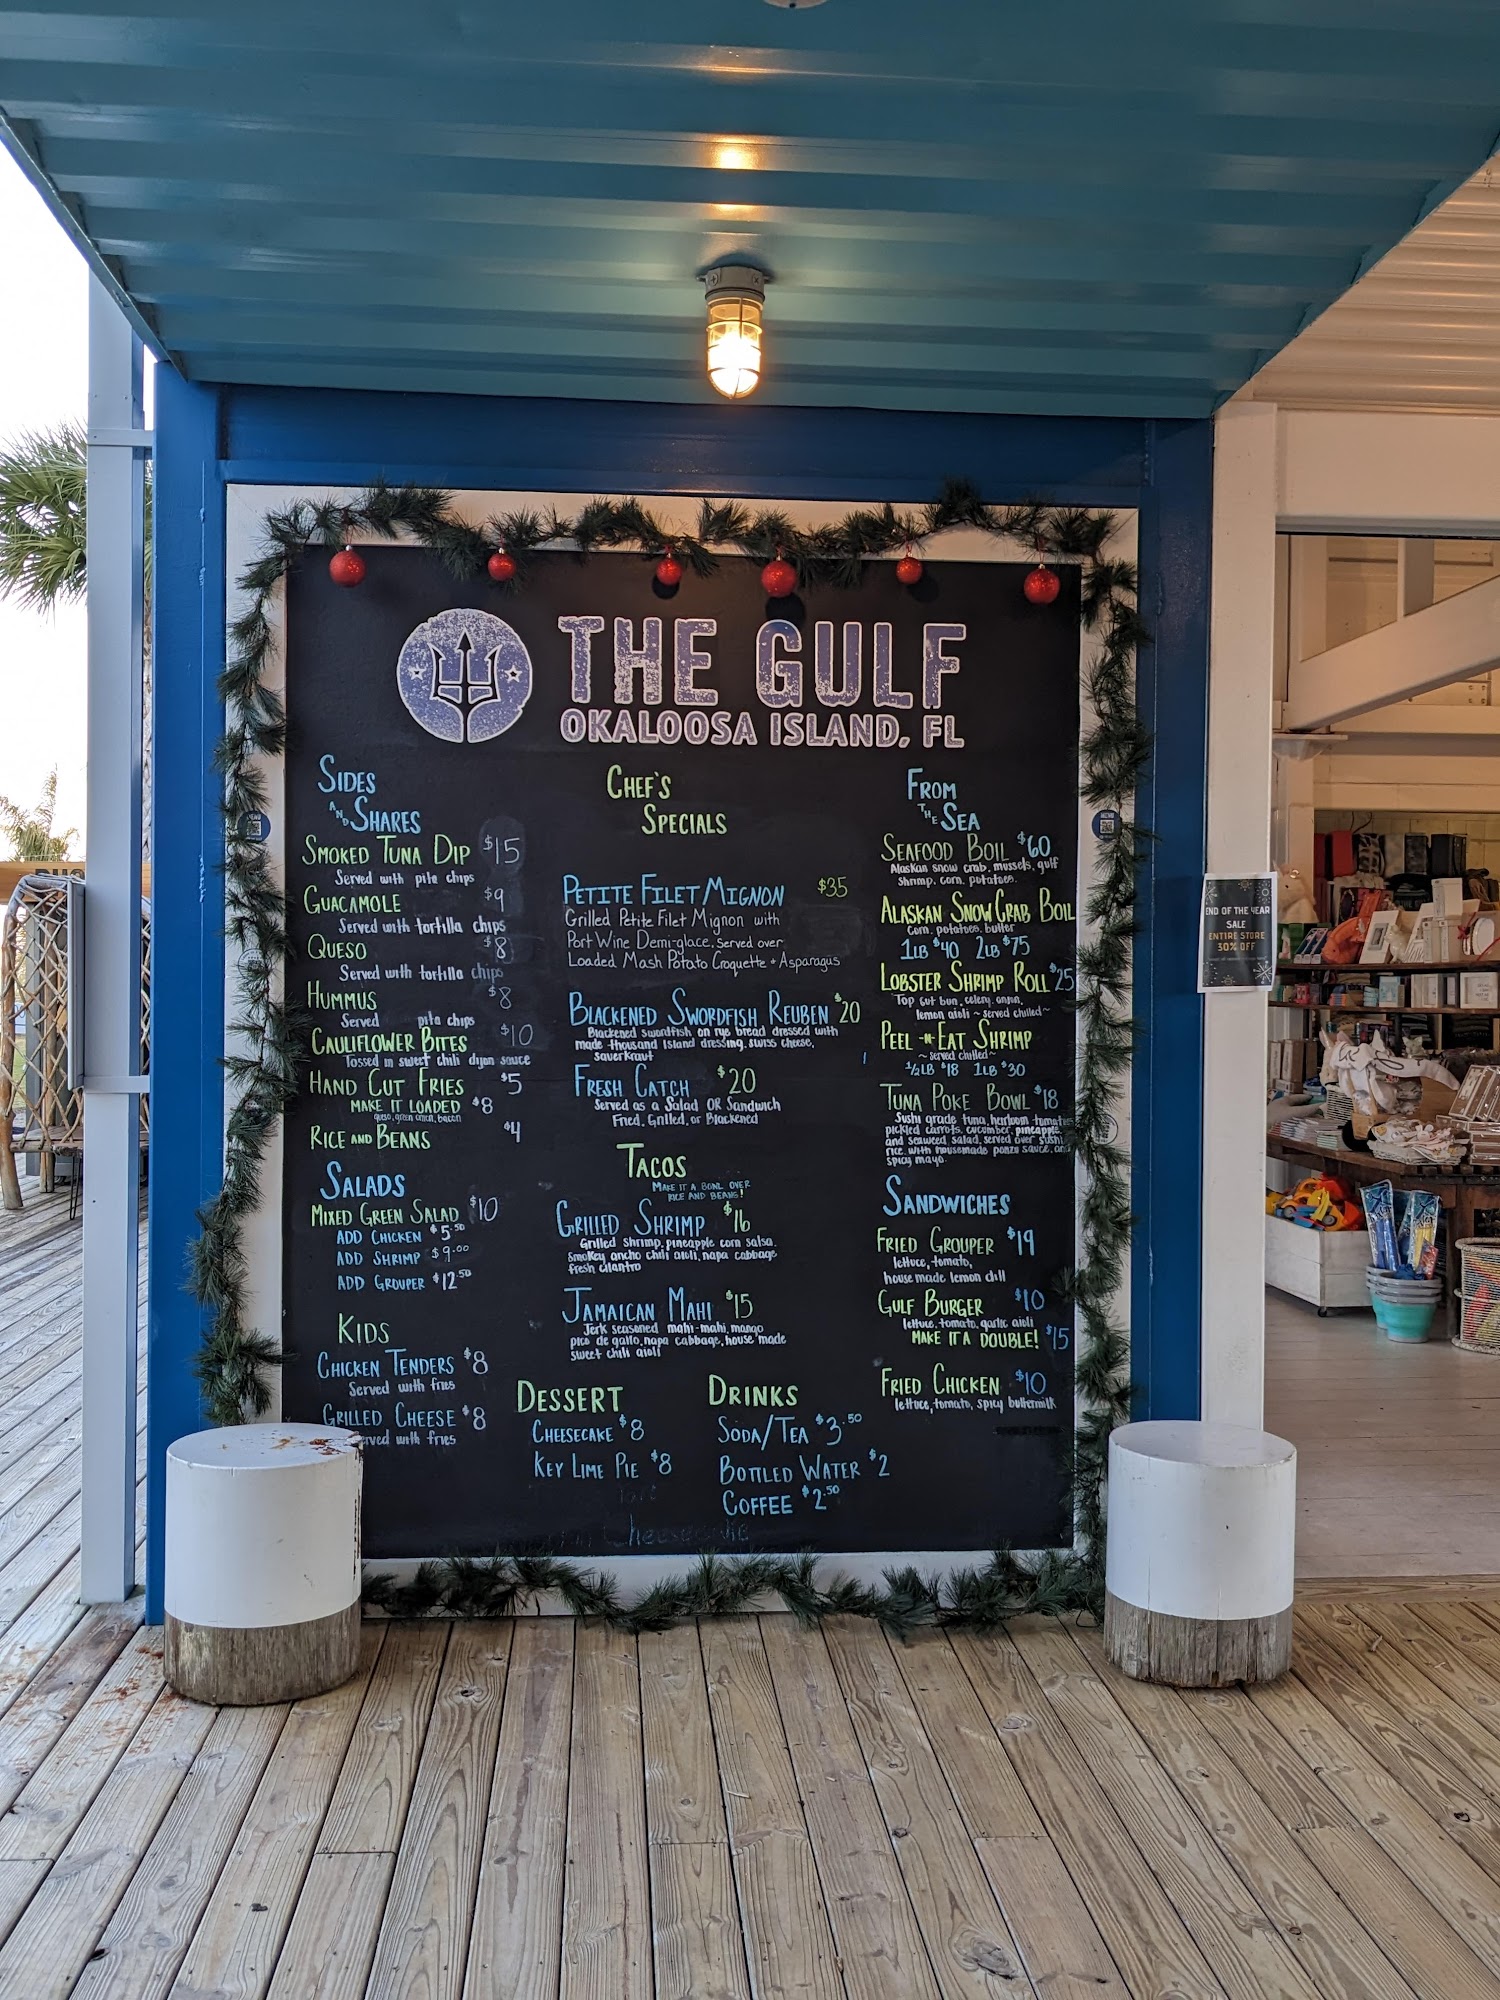 THE GULF
OKALOOSA ISLAND, FL
SIDES
AND SHARES
SMOKED TUNA DIP $15
Served with pita chips
GUACAMOLE $9
Served with tortilla chips
QUESO $8
Served with tortilla chips
HUMMUS $8
Served pita chips
CAULIFLOWER BITES $10
Tossed in sweet chili dijon sauce
HAND CUT FRIES $5
MAKE IT LOADED $8
queso, green onion, bacon
RICE AND BEANS $4
SALADS
MIXED GREEN SALAD $10
ADD CHICKEN $5.50
ADD SHRIMP $9.00
ADD GROUPER $12.50
KIDS
CHICKEN TENDERS $8
Served with fries
GRILLED CHEESE $8
erved with fries
CHEF'S
SPECIALS
PETITE FILET MIGNON $35
Grilled Petite Filet Mignon with
Port Wine Demi-glace, Served over
Loaded Mash Potato Croquette + Asparagus
BLACKENED SWORDFISH REUBEN $20
Blackened swordfish on rye bread dressed with
made thousand island dressing, swiss cheese,
sauerkraut
FRESH CATCH $20
Served as a Salad OR Sandwich
Fried, Grilled, or Blackened
TACOS
MAKE IT A BOWL OVER
RICE AND BEANS!
GRILLED SHRIMP $16
Grilled shrimp, pineapple corn salsa,
smokey ancho chili aioli, napa cabbage
fresh cilantro
JAMAICAN MAHI $15
Jerk seasoned mahi-mahi, mango
pico de gallo, napa cabbage, house made
sweet chili aioli
DESSERT
CHEESECAKE $8
KEY LIME PIE $8
DRINKS
SODA/TEA $3.50
BOTTLED WATER $2
COFFEE $2.50
FROM
THE SEA
SEAFOOD BOIL $60
Alaskan snow crab, mussels, gulf
shrimp, corn, potatoes.
ALASKAN SNOW CRAB BOIL
corn, potatoes, butter
1LB $40 2LB $75
LOBSTER SHRIMP ROLL $25
Top cut bun, celery, onion,
lemon aioli ~ served chilled~
PEEL -N- EAT SHRIMP
~ served chilled~
1/2LB $18 1LB $30
TUNA POKE BOWL $18
Sushi grade tuna, heirloom tomatoes
pickled carrots, cucumber, pineapple
and seaweed salad, served over sushi
rice, with housemade ponzu sauce, and
spicy mayo.
SANDWICHES
FRIED GROUPER $19
lettuce, tomato,
house made lemon dill
GULF BURGER $10
lettuce, tomato, garlic aioli
MAKE IT A DOUBLE! $15
FRIED CHICKEN $10
lettuce, tomato, spicy buttermilk
MENU
MENU
END OF THE YEAR
SALE
ENTIRE STORE
30% OFF